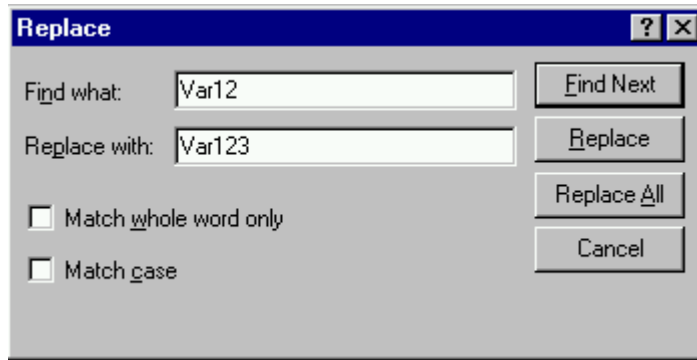 Replace
Find what: Var12
Find Next
Replace with: Var123
Replace
Replace All
Match whole word only
Cancel
Match case